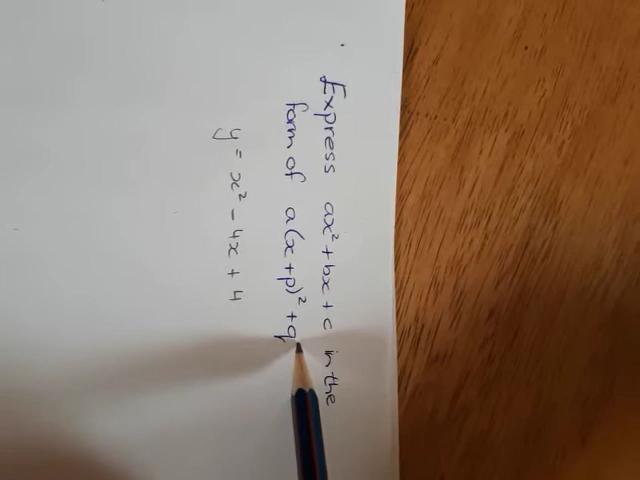 Express ax² + bx + c in the
form of a(x+p)² + q
y = x² - 4x + 4